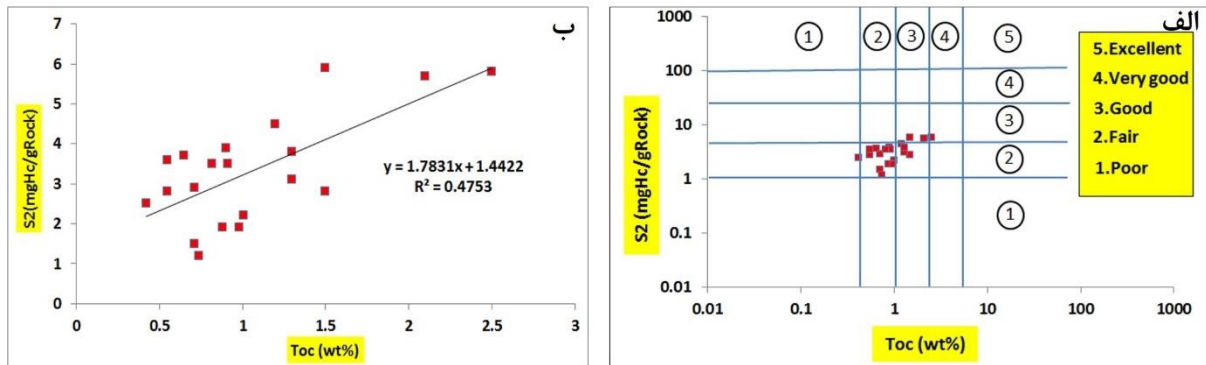 ب
7
6
5
4
3
2
1
0
S2(mgHc/gRock)
y = 1.7831x + 1.4422
R² = 0.4753
0 0.5 1 1.5 2 2.5 3
Toc (wt%)
الف
1000
100
10
1
0.1
0.01
S2 (mgHc/gRock)
1 2 3 4 5
4
3
2
1
5.Excellent
4.Very good
3.Good
2.Fair
1.Poor
0.01 0.1 1 10 100 1000
Toc (wt%)